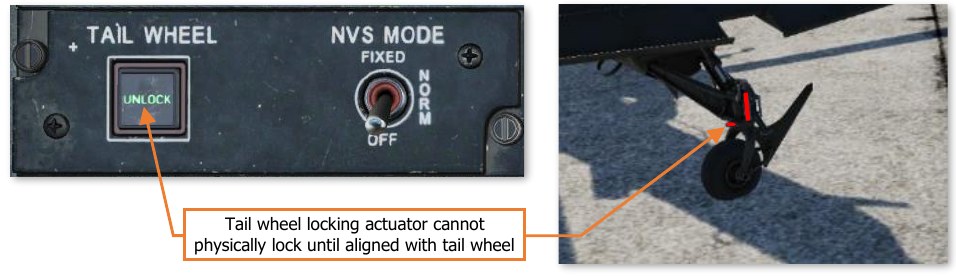 TAIL WHEEL
NVS MODE
FIXED
UNLOCK
NORM
OFF
Tail wheel locking actuator cannot
physically lock until aligned with tail wheel